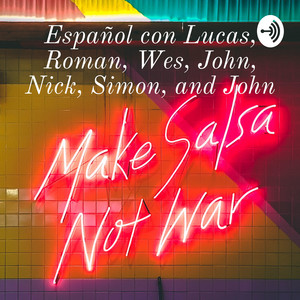 Español con Lucas,
Roman, Wes, John,
Nick, Simon, and John
Make Salsa
Not War